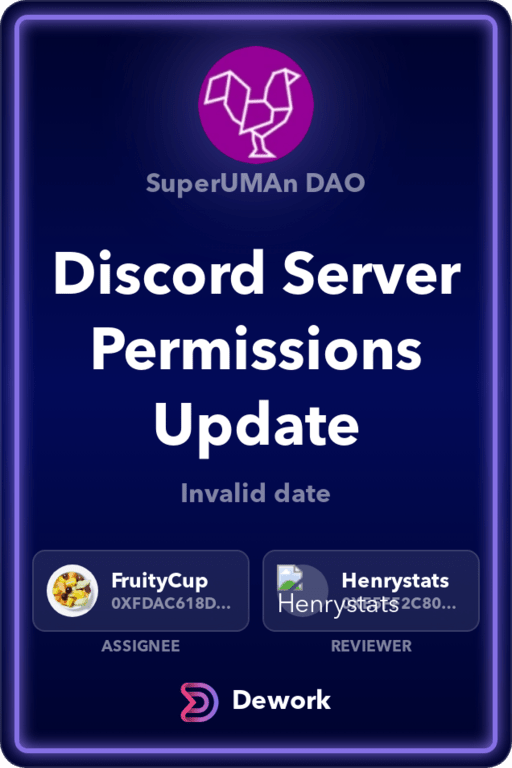 SuperUMAn DAO
Discord Server
Permissions
Update
Invalid date
FruityCup
0XFDAC618D...
Henrystats
Henrystats
ASSIGNEE
REVIEWER
Dework